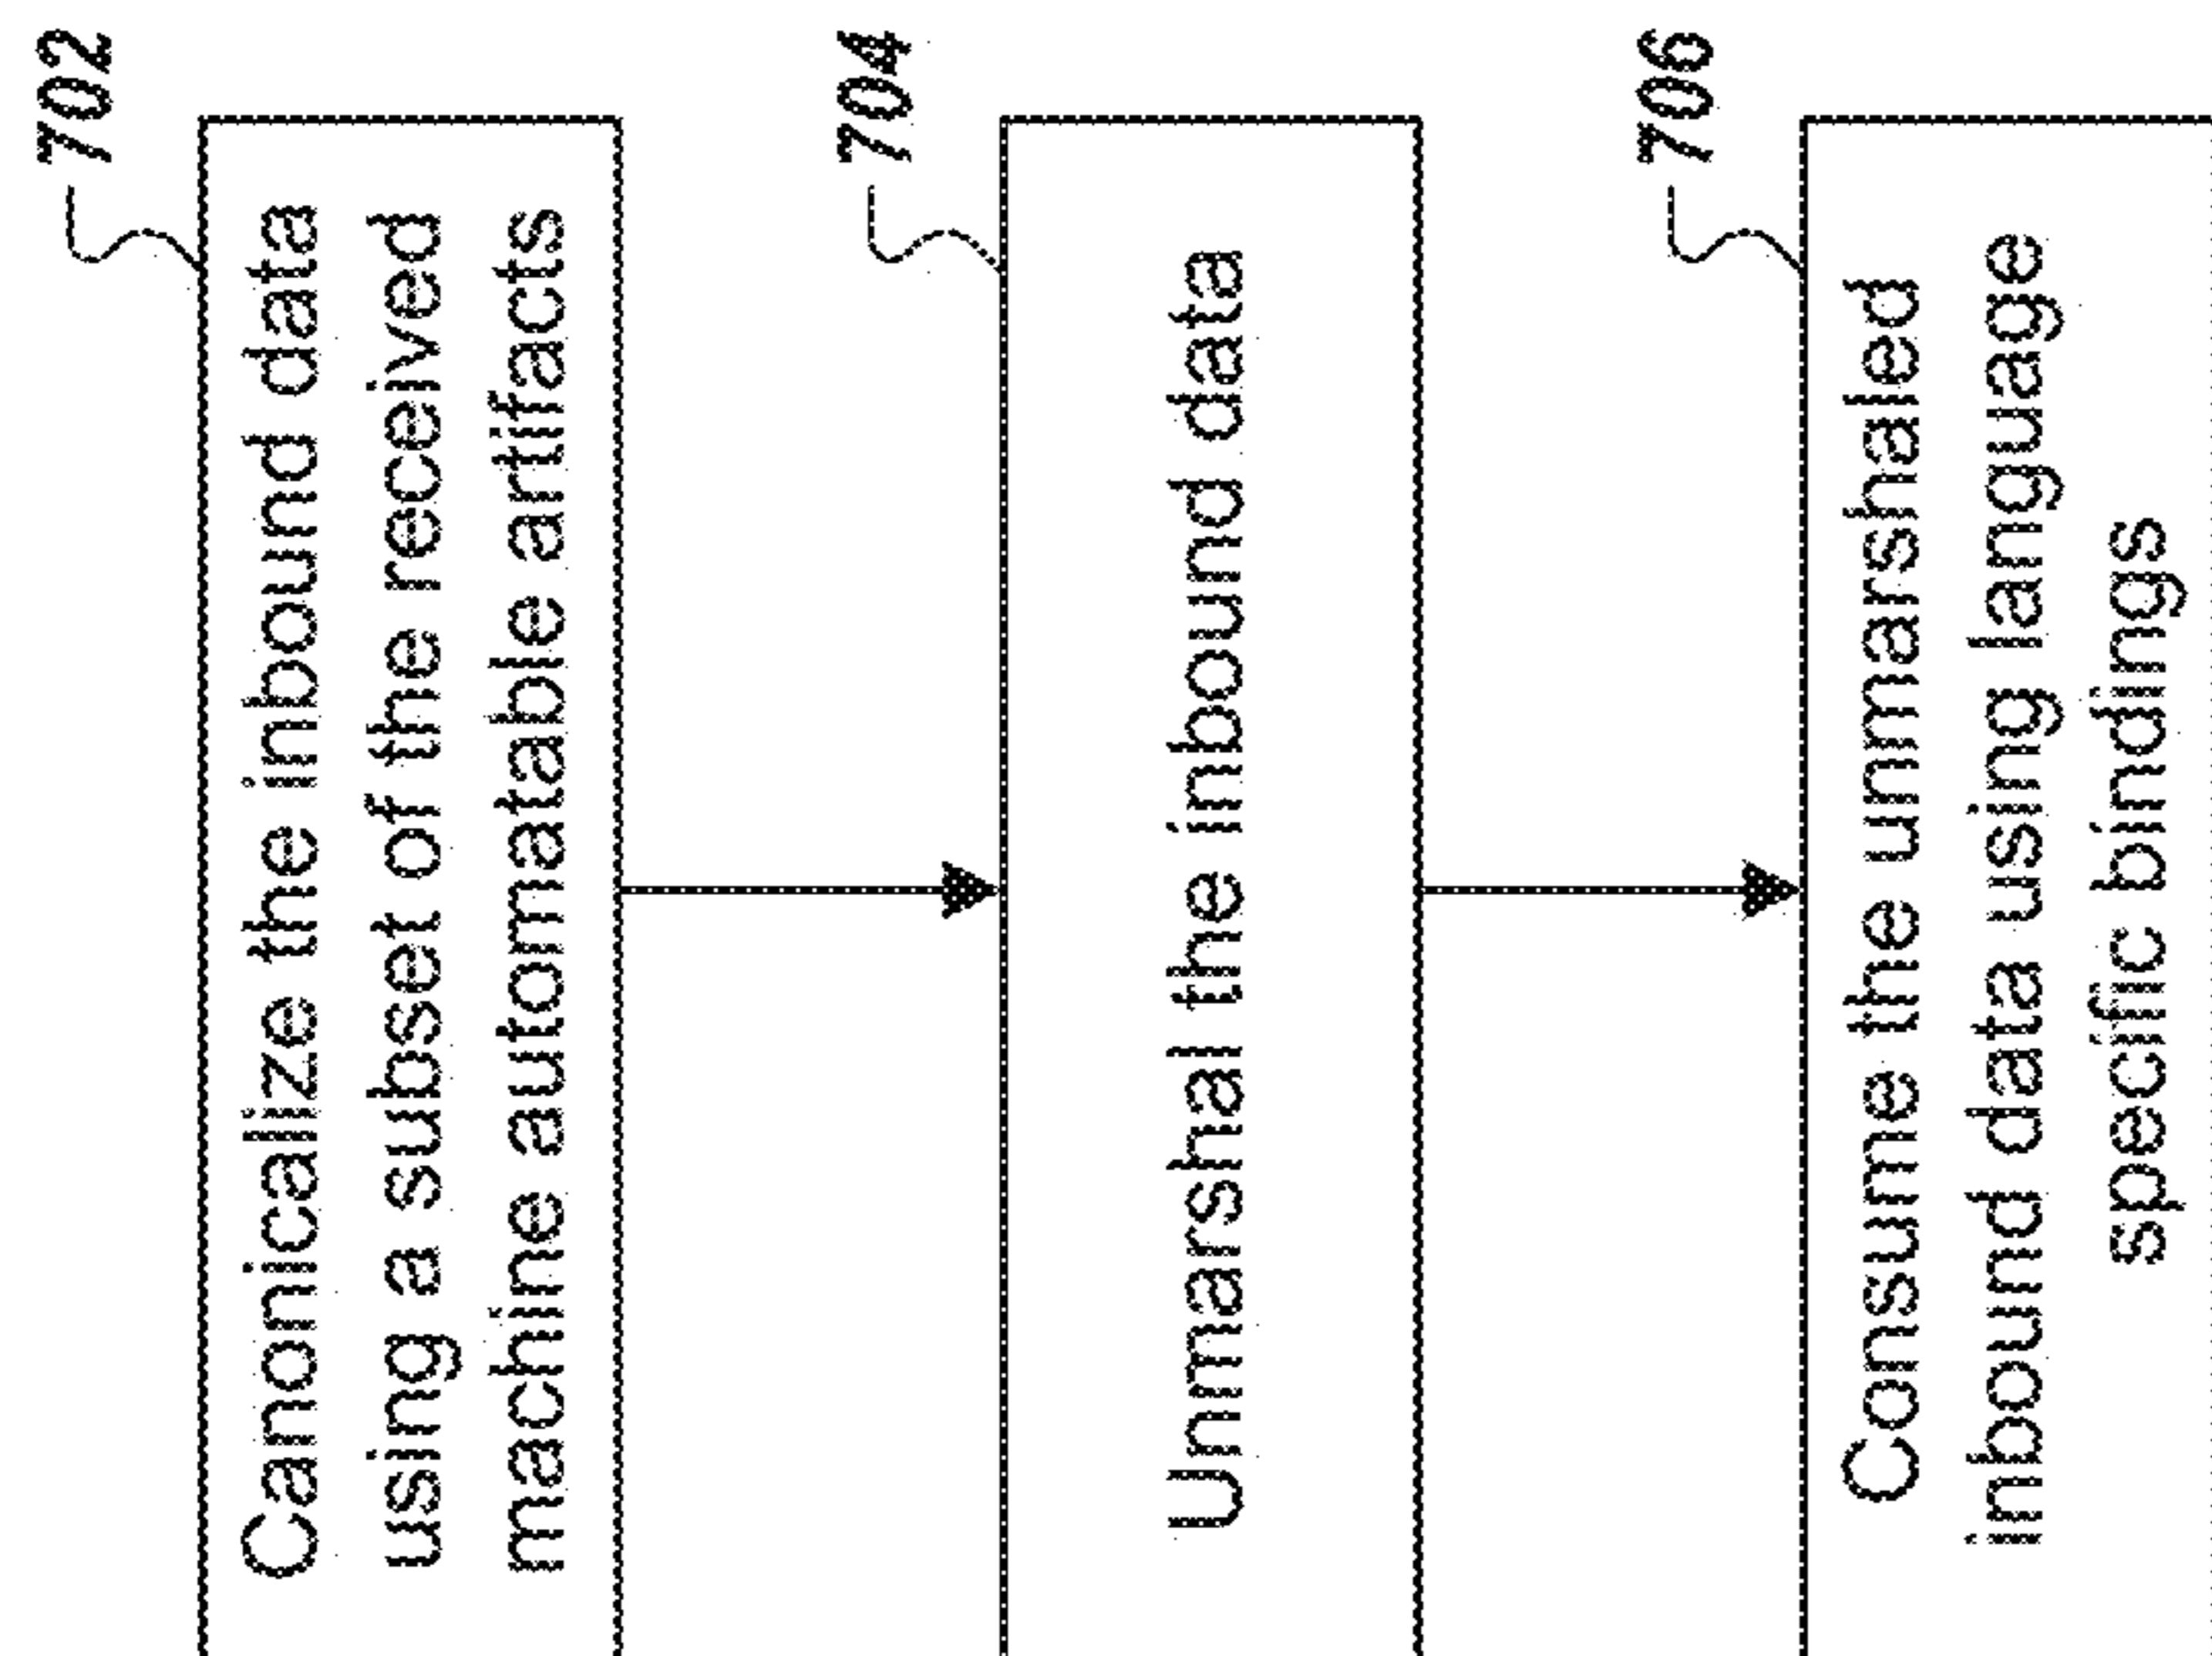 702
Canonicalize the inbound data
using a subset of the received
machine automatable artifacts
704
Unmarshal the inbound data
706
Consume the unmarshaled
inbound data using language
specific bindings